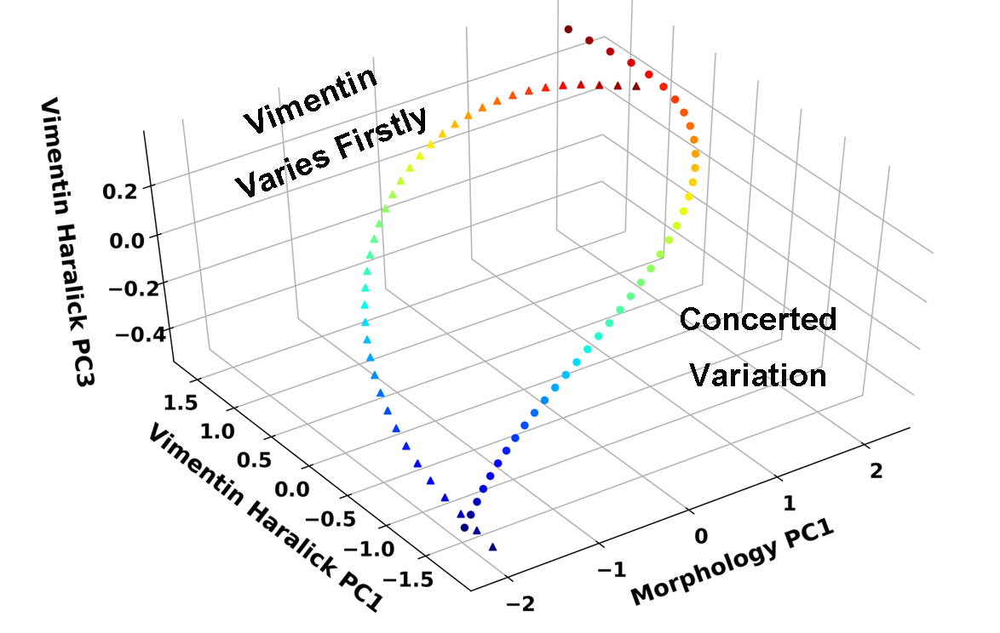 Vimentin
Varies Firstly
Concerted
Variation
Vimentin Haralick PC3
0.2
0.0
−0.2
−0.4
Vimentin Haralick PC1
1.5
1.0
0.5
0.0
−0.5
−1.0
−1.5
Morphology PC1
−2
−1
0
1
2